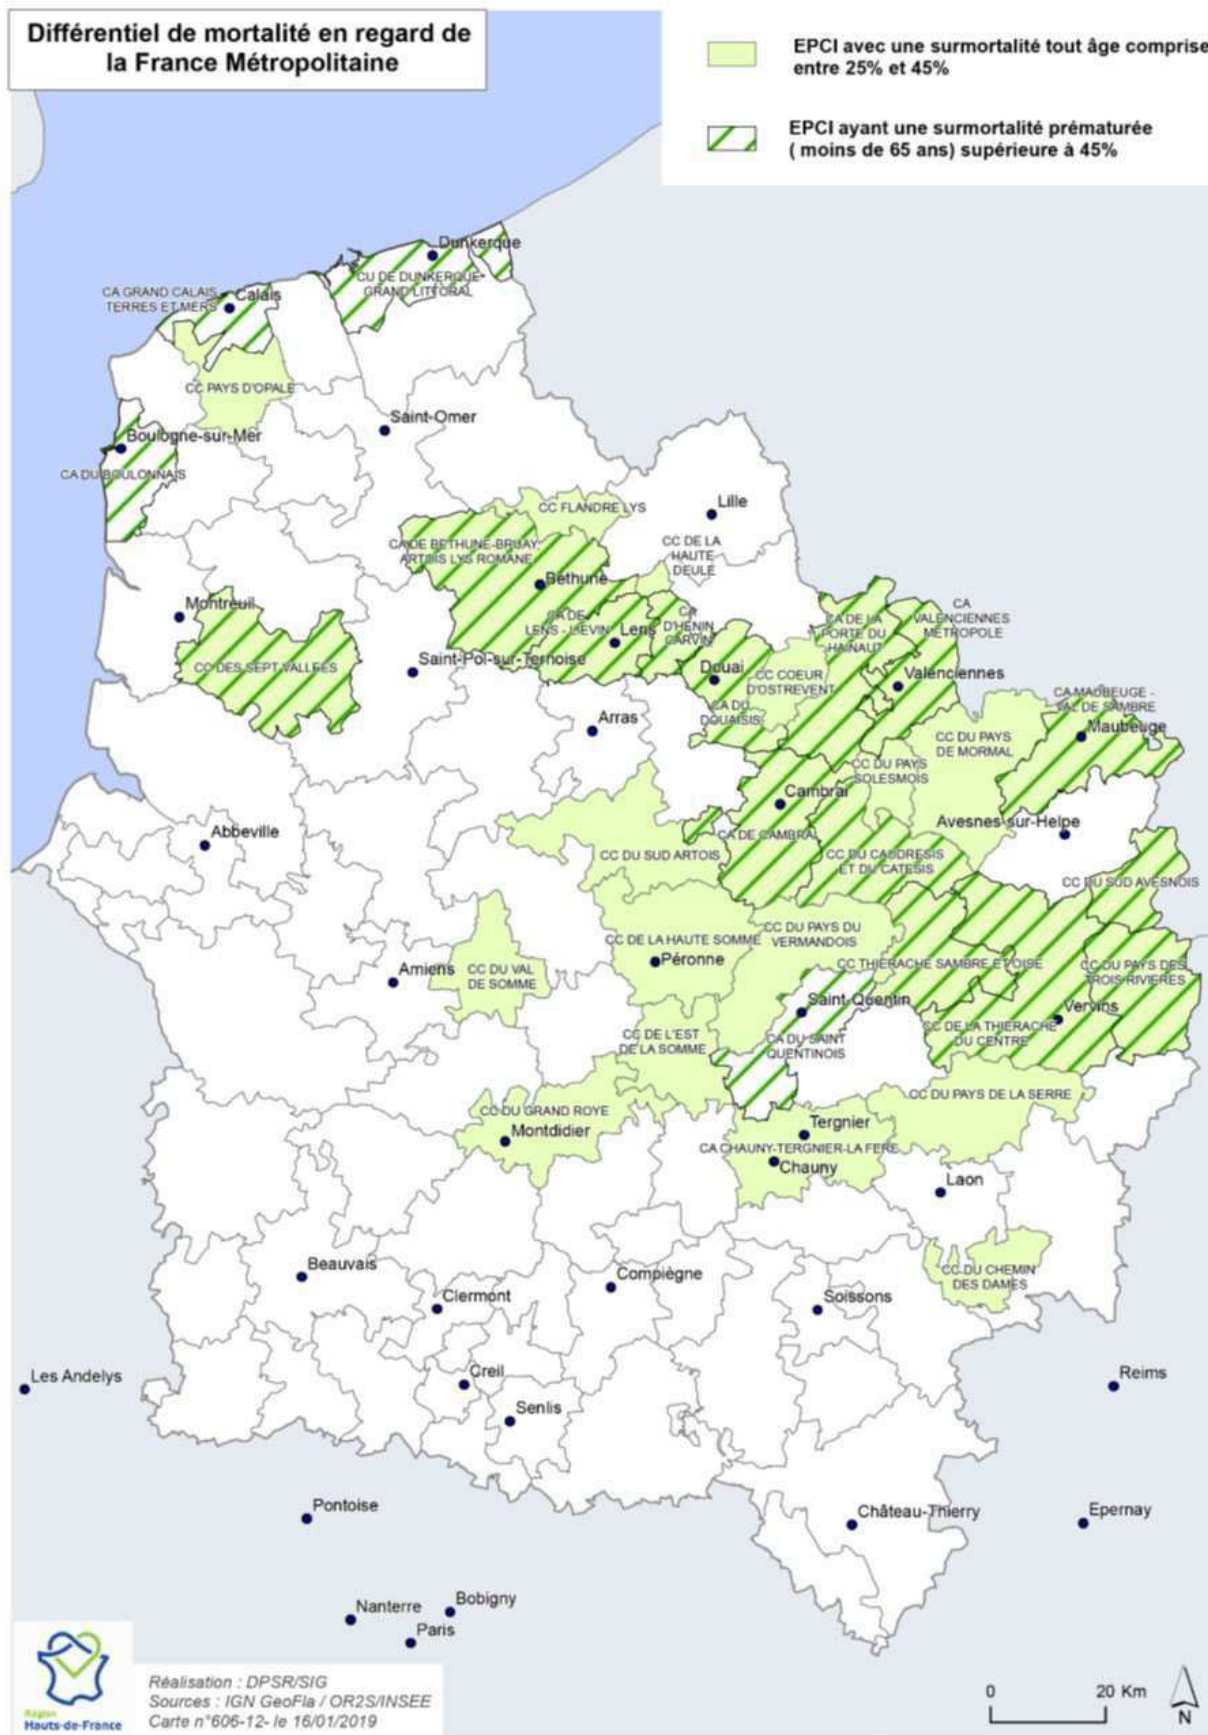 Différentiel de mortalité en regard de
la France Métropolitaine
EPCI avec une surmortalité tout âge comprise
entre 25% et 45%
EPCI ayant une surmortalité prématurée
( moins de 65 ans) supérieure à 45%
Dunkerque
CU DE DUNKERQUE-
GRAND LITTORAL
CA GRAND CALAIS
TERRES ET MERS
Calais
CC PAYS D'OPALE
Saint-Omer
Boulogne-sur-Mer
CA DU BOULONNAIS
CC FLANDRE LYS
Lille
CA DE BETHUNE-BRUAY,
ARTOIS LYS ROMANE
CC DE LA
HAUTE
DEULE
Béthune
Montreuil
CA DE
LENS - LIEVIN
Lens
CA
D'HENIN
CARVIN
CA DE LA
PORTE DU
HAINAUT
CA
VALENCIENNES
METROPOLE
CC DES SEPT VALLEES
Saint-Pol-sur-Ternoise
Douai
CC COEUR
D'OSTREVENT
Valenciennes
CA DU
DOUAISIS
Arras
CA MAUBEUGE -
VAL DE SAMBRE
Maubeuge
CC DU PAYS
DE MORMAL
CC DU PAYS
SOLESMOIS
Cambrai
CA DE CAMBRAI
Abbeville
Avesnes-sur-Helpe
CC DU SUD ARTOIS
CC DU CAUDRESIS
ET DU CATESIS
CC DU SUD AVESNOIS
CC DU PAYS DU
VERMANDOIS
CC DE LA HAUTE SOMME
Péronne
Amiens
CC DU VAL
DE SOMME
CC THIERACHE SAMBRE ET OISE
CC DU PAYS DES
TROIS RIVIERES
Saint-Quentin
Vervins
CC DE L'EST
DE LA SOMME
CA DU SAINT
QUENTINOIS
CC DE LA THIERACHE
DU CENTRE
CC DU PAYS DE LA SERRE
CC DU GRAND ROYE
Montdidier
Tergnier
CA CHAUNY-TERGNIER-LA FERE
Chauny
Laon
Beauvais
Compiègne
CC DU CHEMIN
DES DAMES
Clermont
Soissons
Les Andelys
Creil
Reims
Senlis
Pontoise
Château-Thierry
Epernay
Nanterre
Bobigny
Paris
Région
Hauts-de-France
Réalisation : DPSR/SIG
Sources : IGN GeoFla / OR2S/INSEE
Carte n°606-12- le 16/01/2019
0 20 Km
N